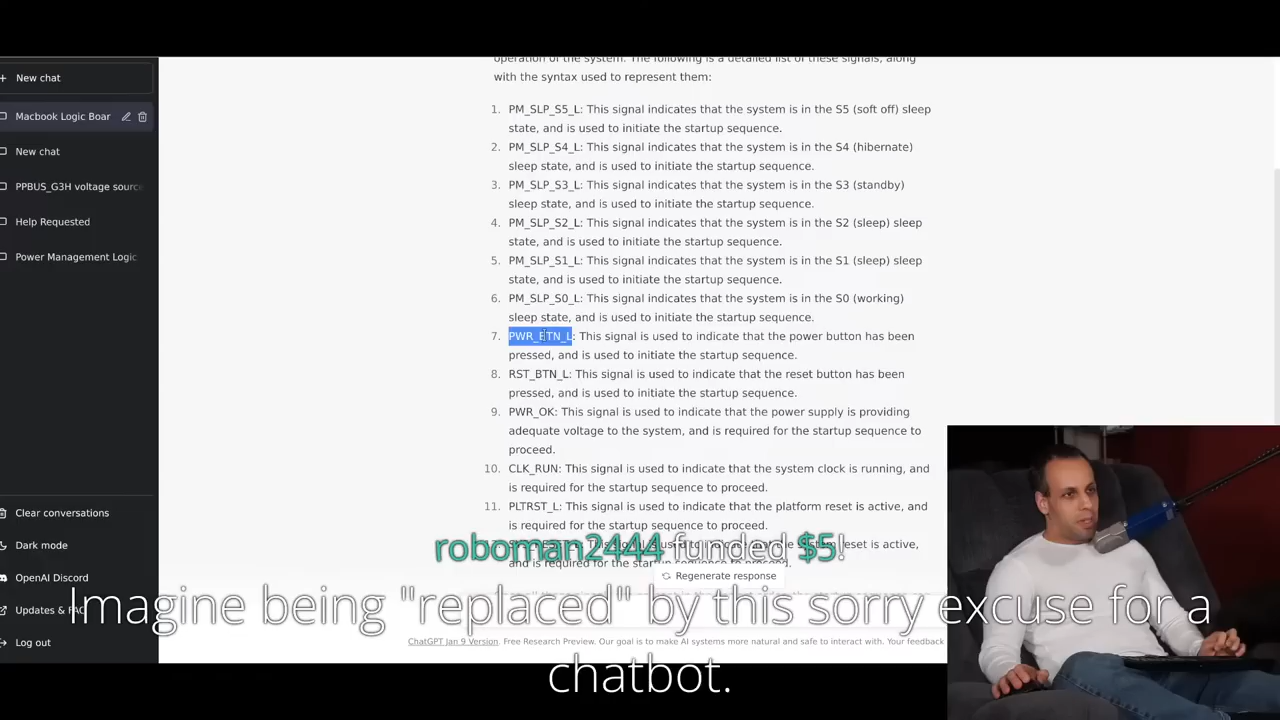 New chat
Macbook Logic Boar
New chat
PPBUS_G3H voltage sourc
Help Requested
Power Management Logic
Clear conversations
Dark mode
OpenAI Discord
Updates & FAQ
Log out
operation of the system. The following is a detailed list of these signals, along
with the syntax used to represent them:
1. PM_SLP_S5_L: This signal indicates that the system is in the S5 (soft off) sleep
state, and is used to initiate the startup sequence.
2. PM_SLP_S4_L: This signal indicates that the system is in the S4 (hibernate)
sleep state, and is used to initiate the startup sequence.
3. PM_SLP_S3_L: This signal indicates that the system is in the S3 (standby)
sleep state, and is used to initiate the startup sequence.
4. PM_SLP_S2_L: This signal indicates that the system is in the S2 (sleep) sleep
state, and is used to initiate the startup sequence.
5. PM_SLP_S1_L: This signal indicates that the system is in the S1 (sleep) sleep
state, and is used to initiate the startup sequence.
6. PM_SLP_S0_L: This signal indicates that the system is in the S0 (working)
sleep state, and is used to initiate the startup sequence.
7. PWR_BTN_L: This signal is used to indicate that the power button has been
pressed, and is used to initiate the startup sequence.
8. RST_BTN_L: This signal is used to indicate that the reset button has been
pressed, and is used to initiate the startup sequence.
9. PWR_OK: This signal is used to indicate that the power supply is providing
adequate voltage to the system, and is required for the startup sequence to
proceed.
10. CLK_RUN: This signal is used to indicate that the system clock is running, and
is required for the startup sequence to proceed.
11. PLTRST_L: This signal is used to indicate that the platform reset is active, and
is required for the startup sequence to proceed.
reset is active,
and is required for the startup sequence to proceed.
Regenerate response
ChatGPT Jan 9 Version. Free Research Preview. Our goal is to make AI systems more natural and safe to interact with. Your feedback
roboman2444 funded $5!
Imagine being "replaced" by this sorry excuse for a
chatbot.